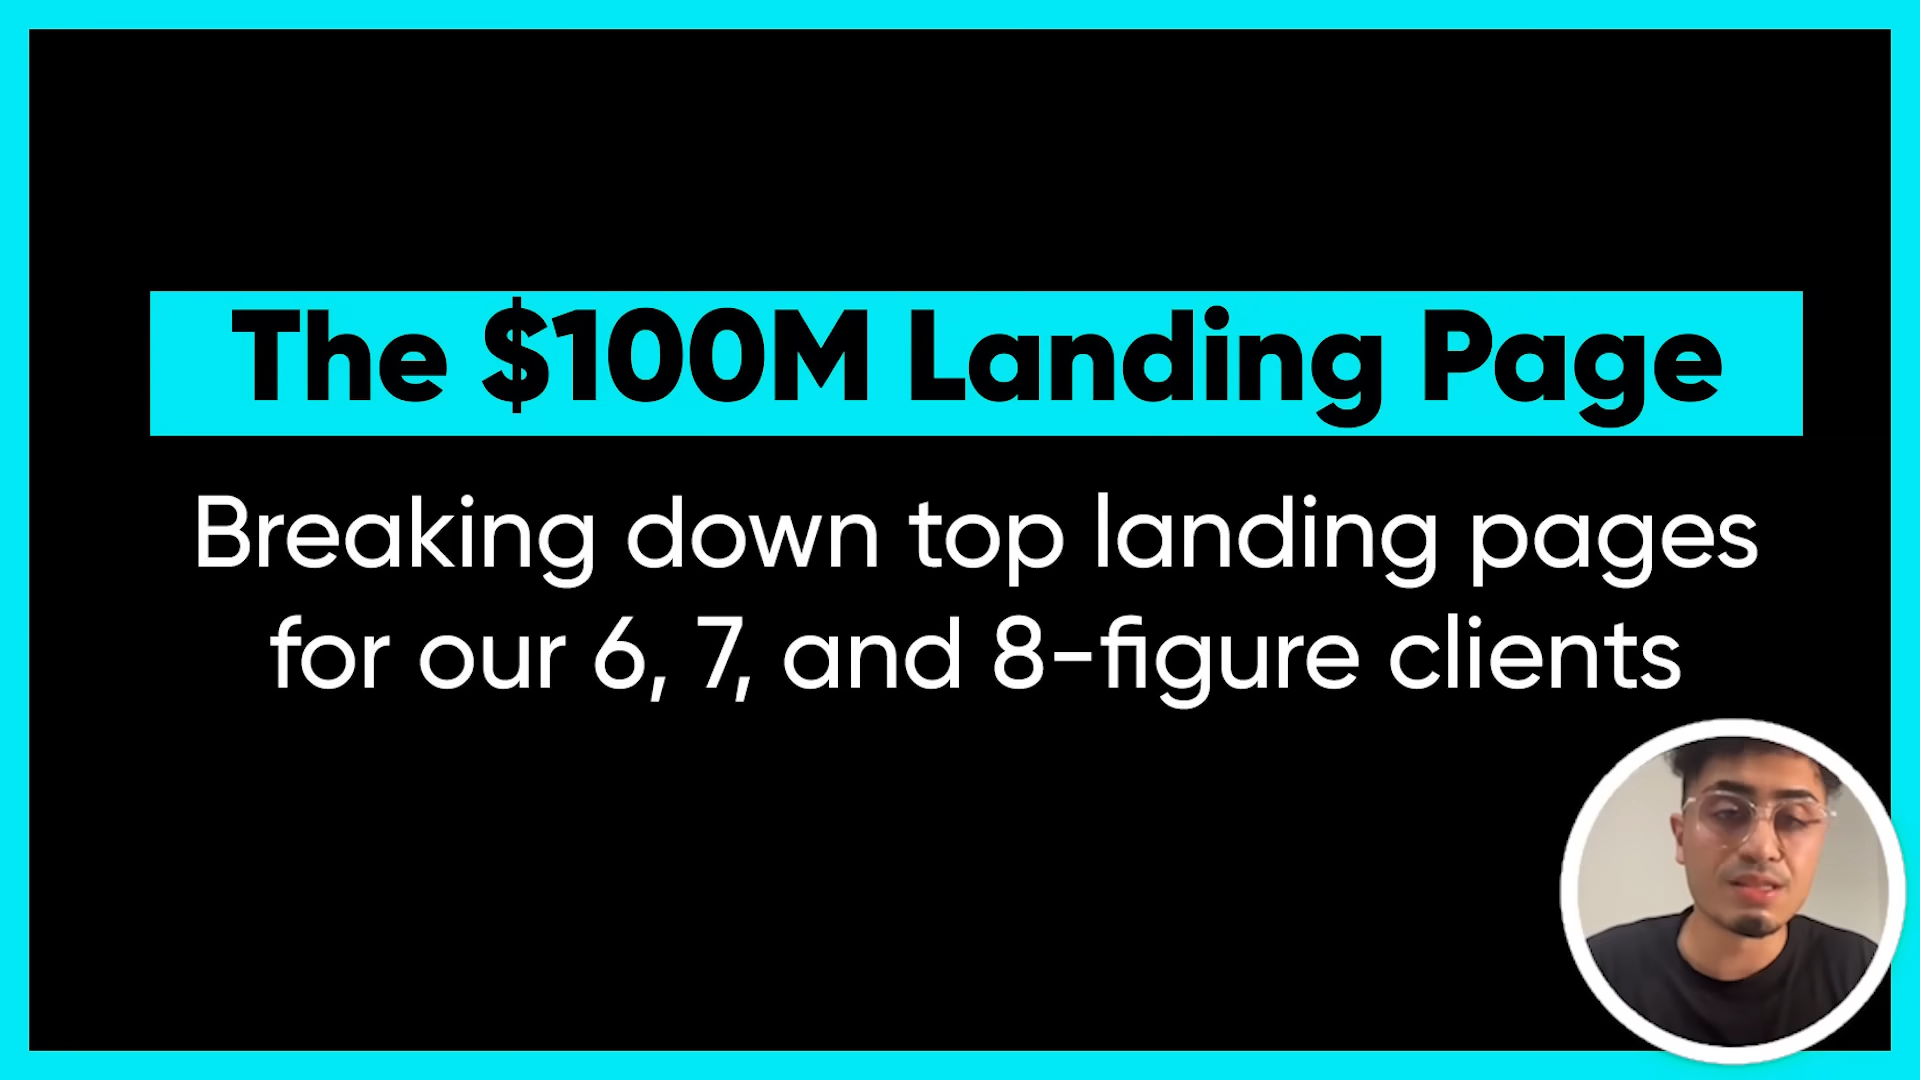 The $100M Landing Page
Breaking down top landing pages
for our 6, 7, and 8-figure clients